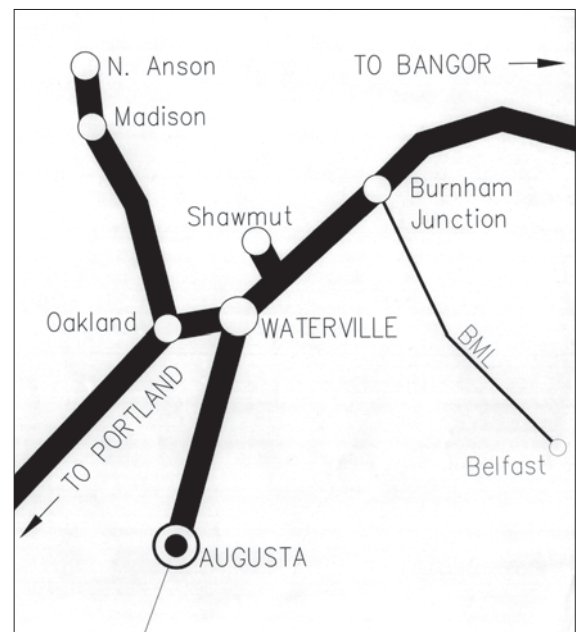 N. Anson
TO BANGOR
Madison
Burnham
Junction
Shawmut
Oakland
WATERVILLE
BML
TO PORTLAND
Belfast
AUGUSTA